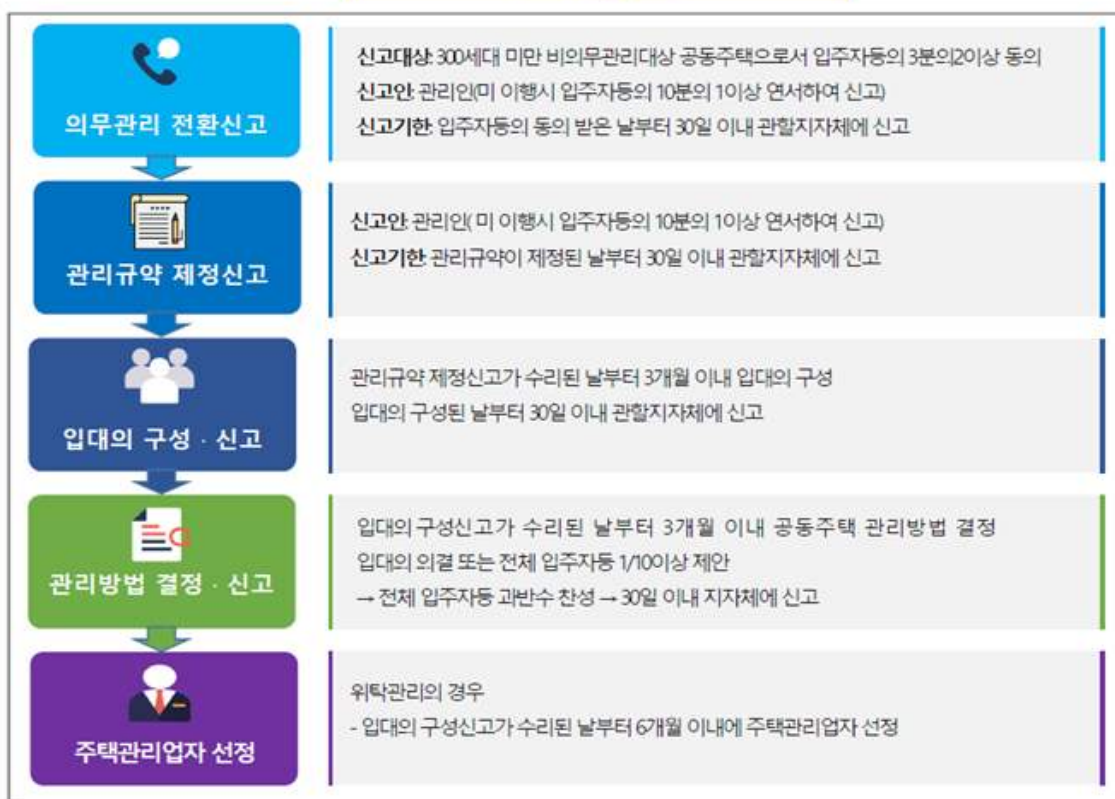 의무관리 전환신고
신고대상: 300세대 미만 비의무관리대상 공동주택으로서 입주자등의 3분의2이상 동의
신고인: 관리인(미 이행시 입주자등의 10분의 1이상 연서하여 신고)
신고기한: 입주자등의 동의 받은 날부터 30일 이내 관할지자체에 신고
관리규약 제정신고
신고인: 관리인( 미 이행시 입주자등의 10분의 1이상 연서하여 신고)
신고기한: 관리규약이 제정된 날부터 30일 이내 관할지자체에 신고
입대의 구성 · 신고
관리규약 제정신고가 수리된 날부터 3개월 이내 입대의 구성
입대의 구성된 날부터 30일 이내 관할지자체에 신고
관리방법 결정 · 신고
입대의 구성신고가 수리된 날부터 3개월 이내 공동주택 관리방법 결정
입대의 의결 또는 전체 입주자등 1/10이상 제안
→ 전체 입주자등 과반수 찬성 → 30일 이내 지자체에 신고
주택관리업자 선정
위탁관리의 경우
- 입대의 구성신고가 수리된 날부터 6개월 이내에 주택관리업자 선정